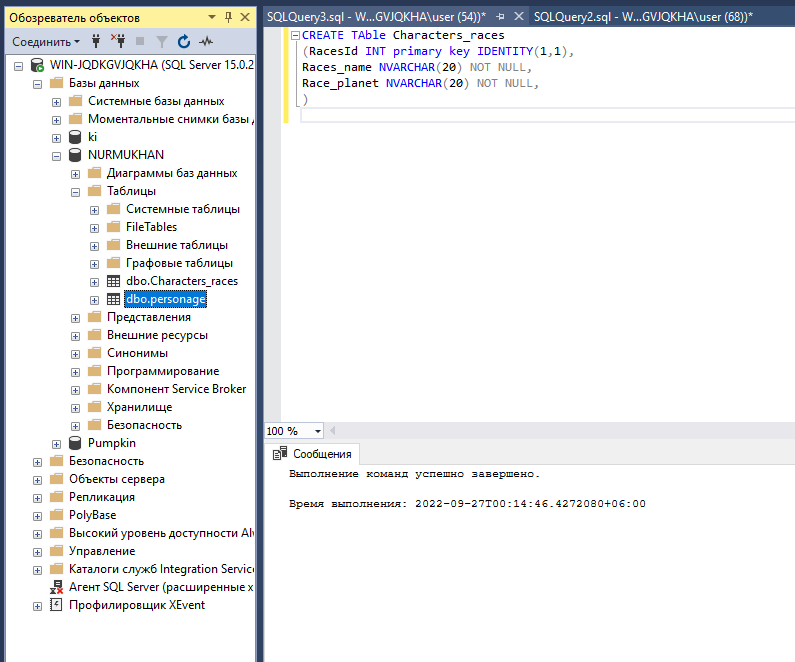 Обозреватель объектов
Соединить
WIN-JQDKGVJQKHA (SQL Server 15.0.2
Базы данных
Системные базы данных
Моментальные снимки базы д
ki
NURMUKHAN
Диаграммы баз данных
Таблицы
Системные таблицы
FileTables
Внешние таблицы
Графовые таблицы
dbo.Characters_races
dbo.personage
Представления
Внешние ресурсы
Синонимы
Программирование
Компонент Service Broker
Хранилище
Безопасность
Pumpkin
Безопасность
Объекты сервера
Репликация
PolyBase
Высокий уровень доступности Alw
Управление
Каталоги служб Integration Service
Агент SQL Server (расширенные х
Профилировщик XEvent
SQLQuery3.sql - W...GVJQKHA\user (54))* SQLQuery2.sql - W...GVJQKHA\user (68))*
CREATE TAble Characters_races
(RacesId INT primary key IDENTITY(1,1),
Races_name NVARCHAR(20) NOT NULL,
Race_planet NVARCHAR(20) NOT NULL,
)
100 %
Сообщения
Выполнение команд успешно завершено.
Время выполнения: 2022-09-27T00:14:46.4272080+06:00